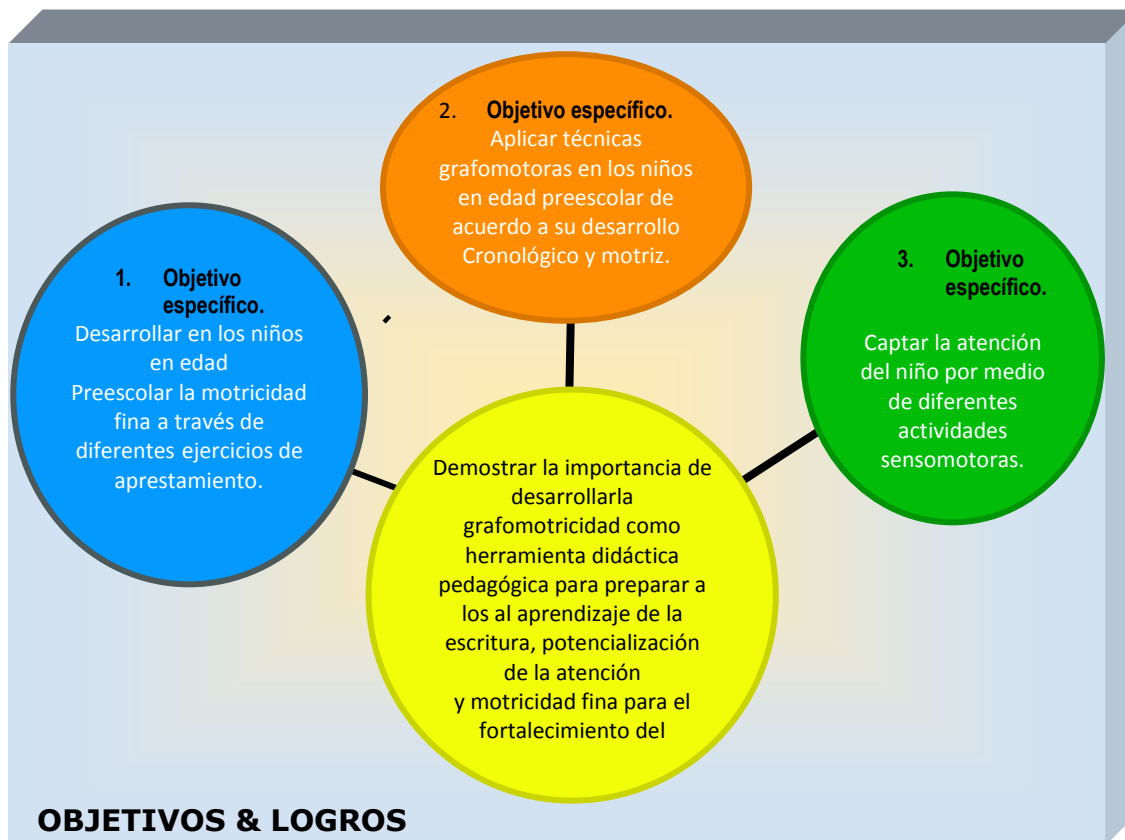 2. Objetivo específico.
Aplicar técnicas
grafomotoras en los niños
en edad preescolar de
acuerdo a su desarrollo
Cronológico y motriz.
1. Objetivo
específico.
Desarrollar en los niños
en edad
Preescolar la motricidad
fina a través de
diferentes ejercicios de
aprestamiento.
3. Objetivo
específico.
Captar la atención
del niño por medio
de diferentes
actividades
sensomotoras.
Demostrar la importancia de
desarrollarla
grafomotricidad como
herramienta didáctica
pedagógica para preparar a
los al aprendizaje de la
escritura, potencialización
de la atención
y motricidad fina para el
fortalecimiento del
OBJETIVOS & LOGROS